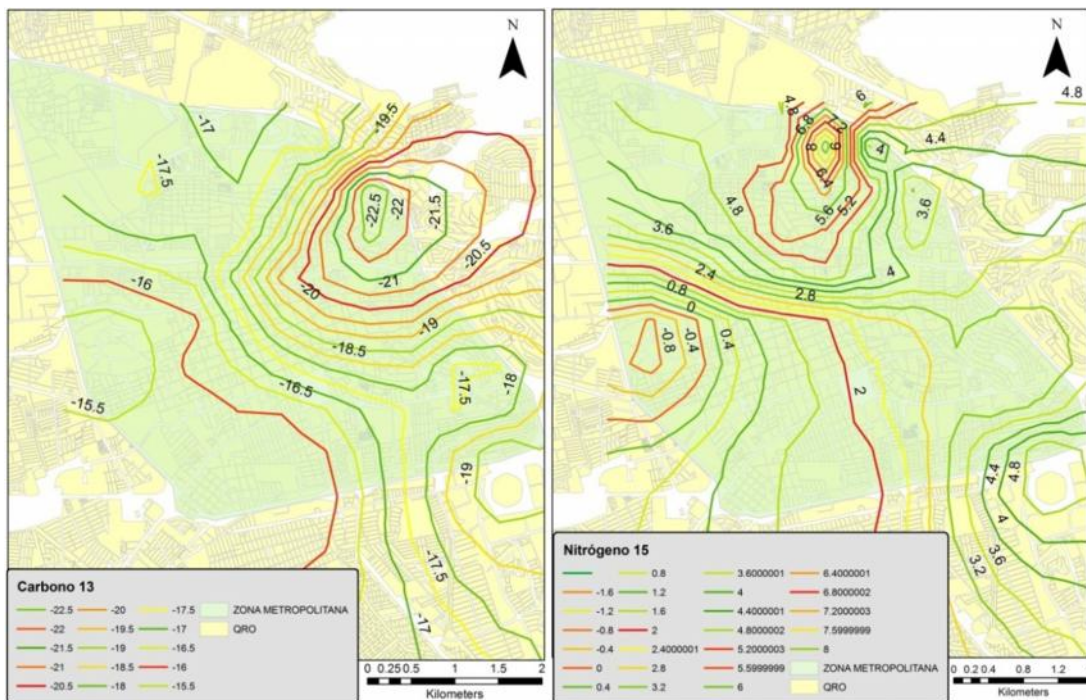 N
-17
-19.5
-17.5
-22.5
-22
-21.5
-20.5
-21
-20
-16
-19
-18.5
-18
-17.5
-16.5
-15.5
-19
-17.5
-17
Carbono 13
-22.5 -20 -17.5 ZONA METROPOLITANA
-22 -19.5 -17 QRO
-21.5 -19 -16.5
-21 -18.5 -16
-20.5 -18 -15.5
0 0.25 0.5 1 1.5 2
Kilometers
N
4.8
6
4.8
6.8
7.2
4.4
8
6
4
6.4
3.6
4.8
5.6
5.2
3.6
4
2.4
2.8
0.8
0
-0.8
-0.4
0.4
2
4.4
4.8
4
3.6
3.2
Nitrógeno 15
0.8 3.6000001 6.4000001
-1.6 1.2 4 6.8000002
-1.2 1.6 4.4000001 7.2000003
-0.8 2 4.8000002 7.5999999
-0.4 2.4000001 5.2000003 8
0 2.8 5.5999999 ZONA METROPOLITANA
0.4 3.2 6 QRO
0 0.2 0.4 0.8 1.2
Kilometers